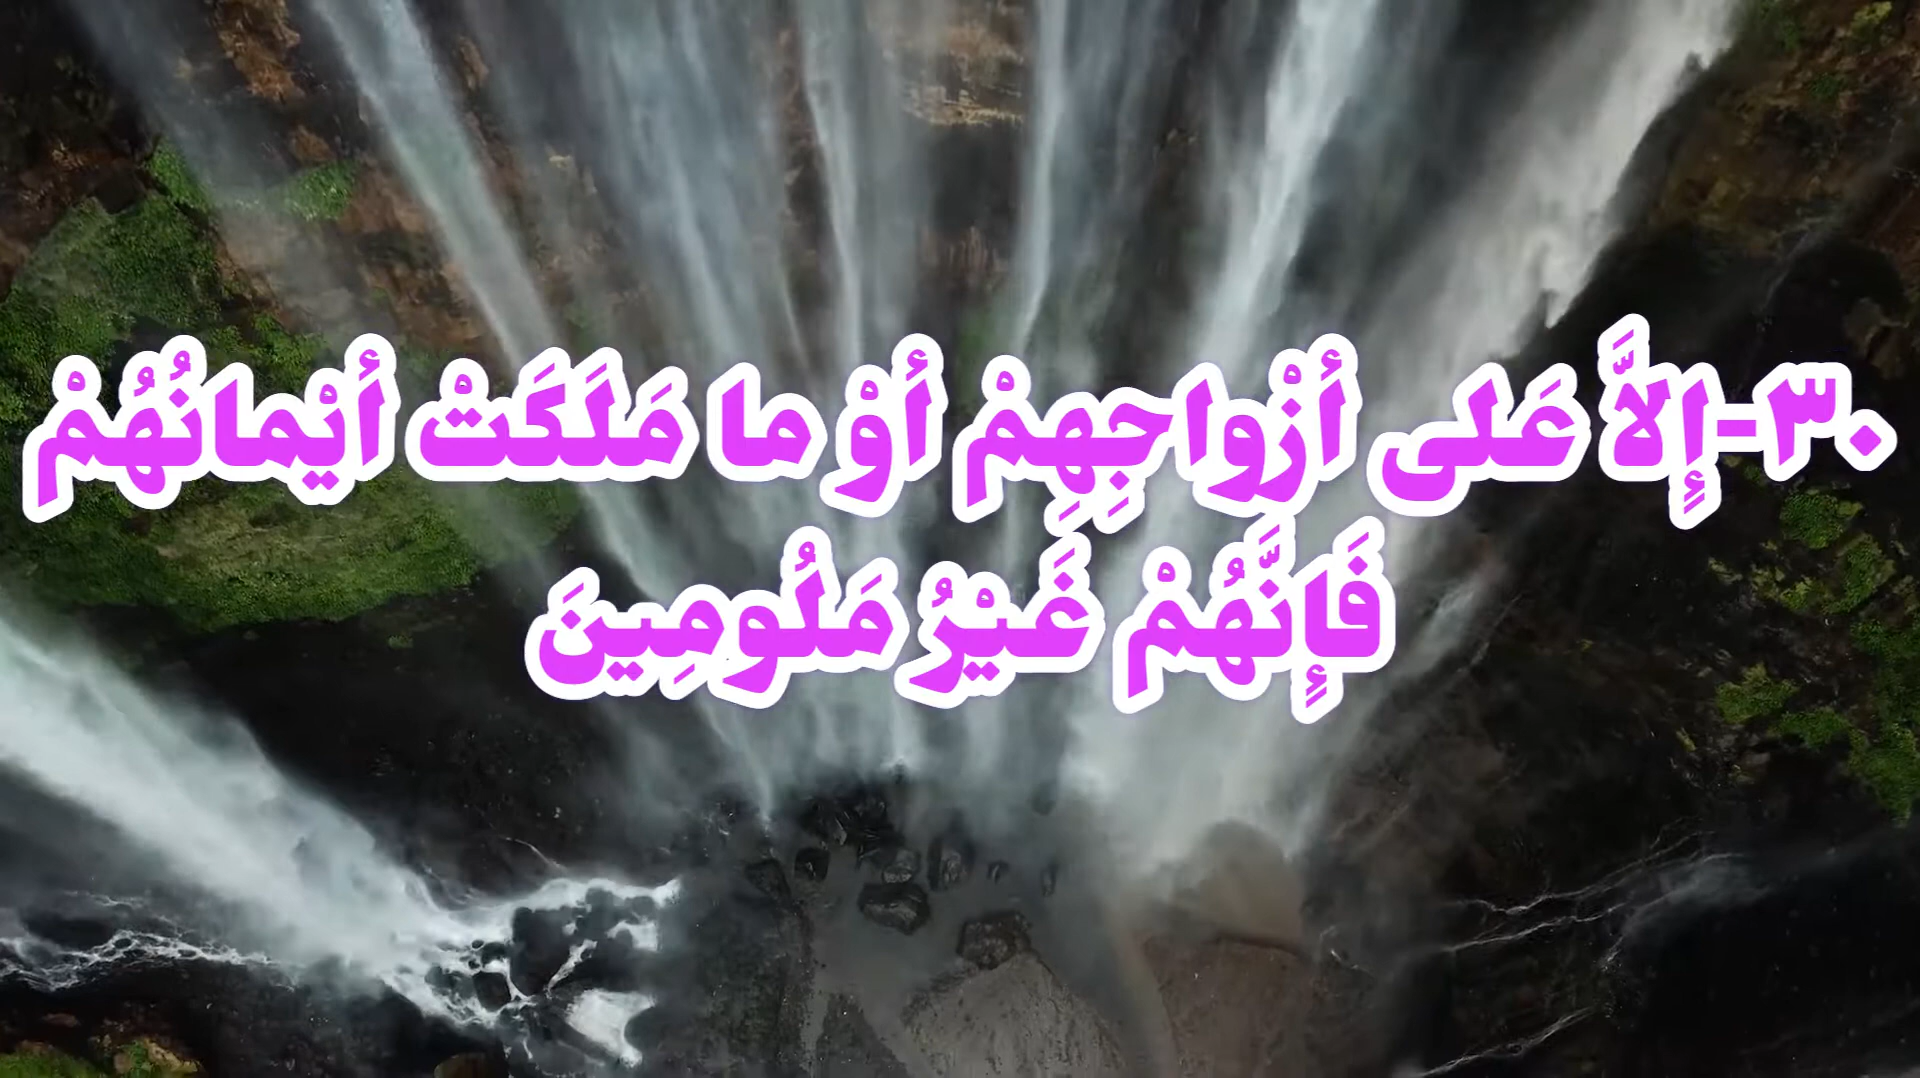 ٣٠-إِلاَّ عَلى أَزْواجِهِمْ أَوْ ما مَلَكَتْ أَيْمانُهُمْ
فَإِنَّهُمْ غَيْرُ مَلُومِينَ